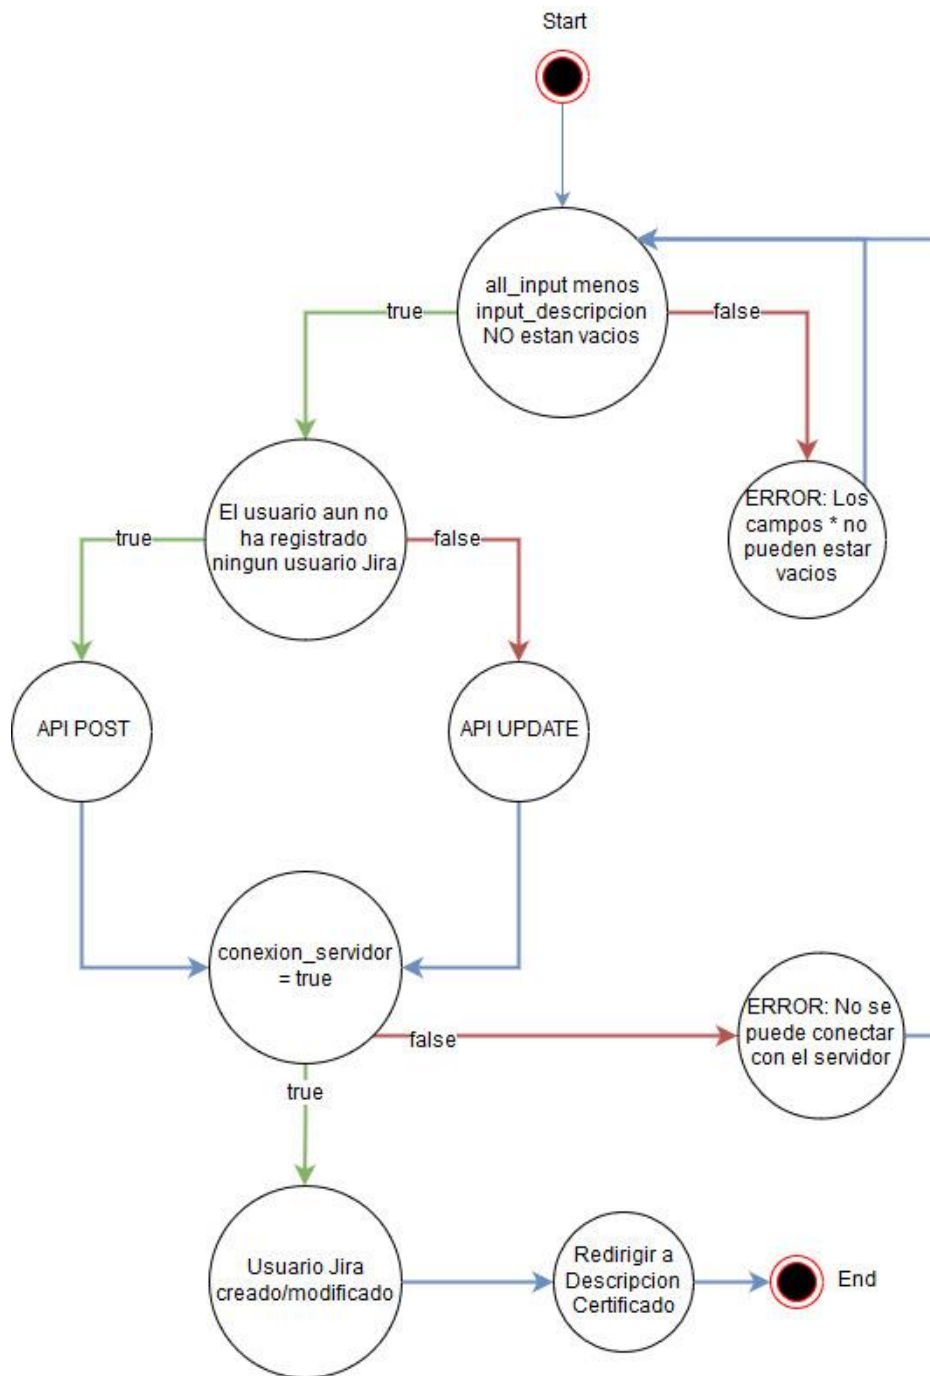 Start
all_input menos
input_descripcion
NO estan vacios
true
false
El usuario aun no
ha registrado
ningun usuario Jira
ERROR: Los
campos * no
pueden estar
vacios
true
false
API POST
API UPDATE
conexion_servidor
= true
ERROR: No se
puede conectar
con el servidor
false
true
Usuario Jira
creado/modificado
Redirigir a
Descripcion
Certificado
End